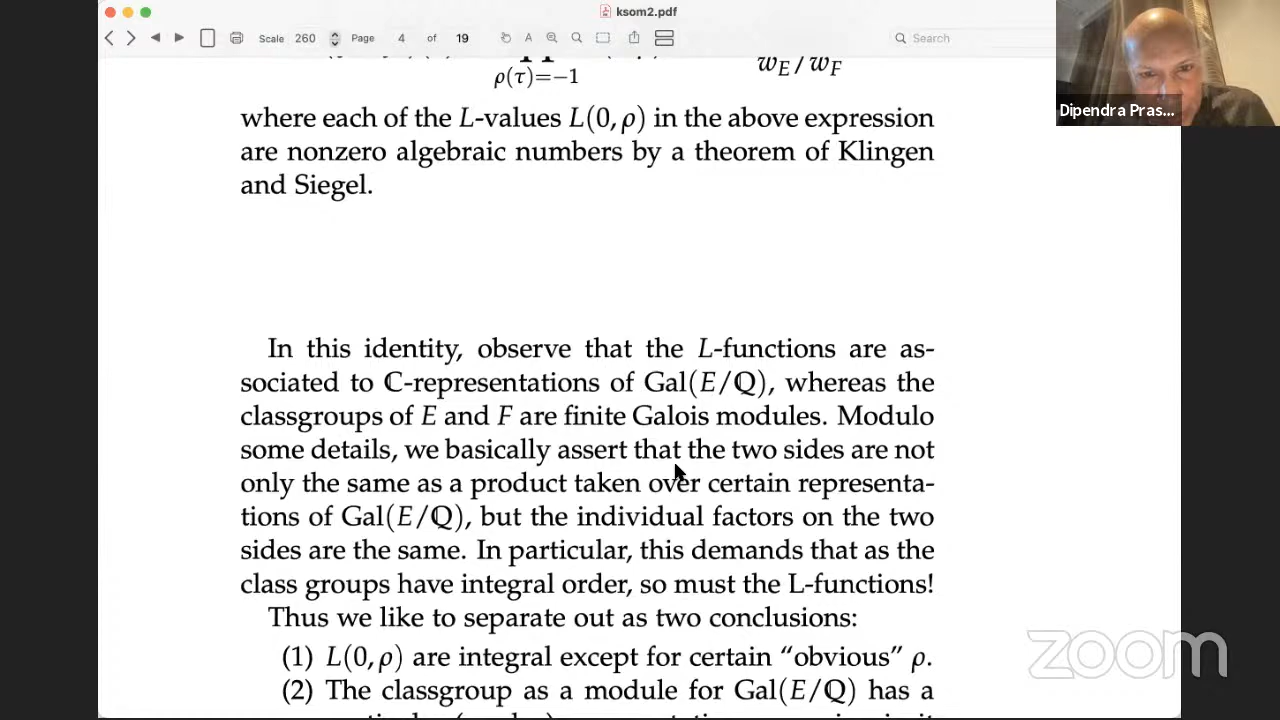 ksom2.pdf
Scale 260 Page 4 of 19 Search
ρ(τ)=−1
w_E / w_F
Dipendra Pras...
where each of the L-values L(0, ρ) in the above expression
are nonzero algebraic numbers by a theorem of Klingen
and Siegel.
In this identity, observe that the L-functions are as-
sociated to ℂ-representations of Gal(E/ℚ), whereas the
classgroups of E and F are finite Galois modules. Modulo
some details, we basically assert that the two sides are not
only the same as a product taken over certain representa-
tions of Gal(E/ℚ), but the individual factors on the two
sides are the same. In particular, this demands that as the
class groups have integral order, so must the L-functions!
Thus we like to separate out as two conclusions:
(1) L(0, ρ) are integral except for certain “obvious” ρ.
(2) The classgroup as a module for Gal(E/ℚ) has a
zoom